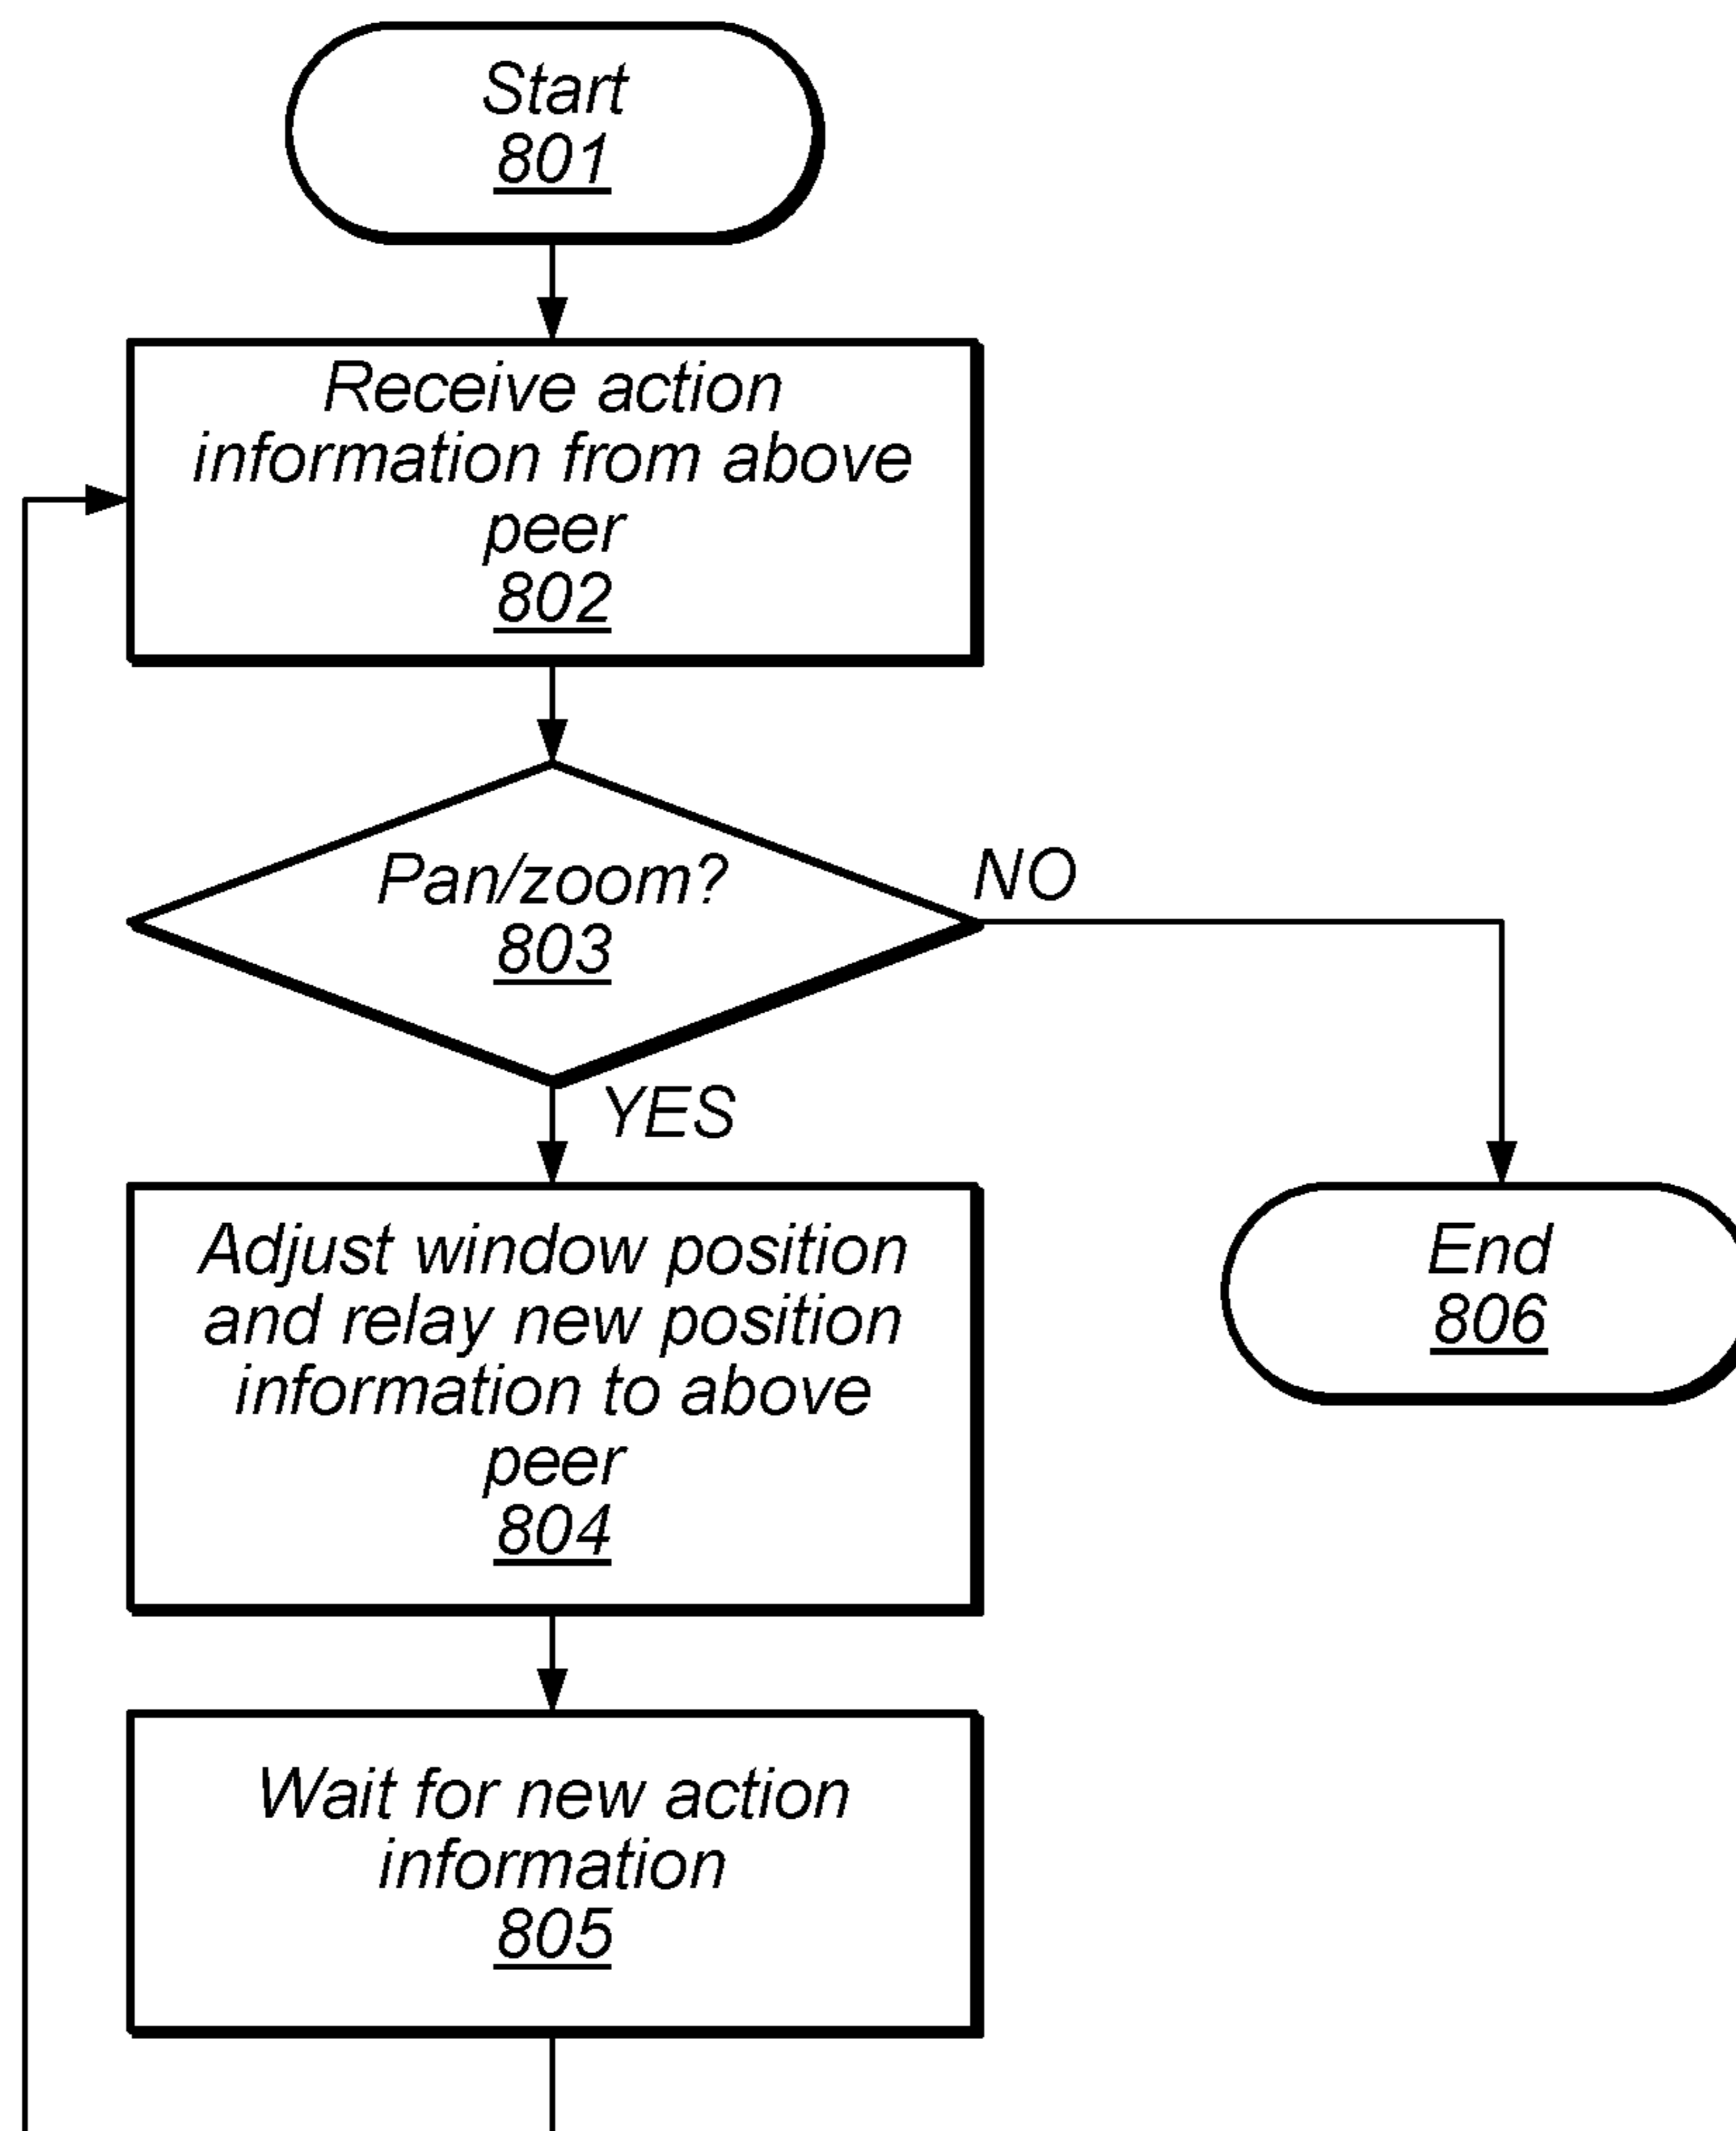 Start
801
Receive action
information from above
peer
802
Pan/zoom?
803
NO
YES
Adjust window position
and relay new position
information to above
peer
804
End
806
Wait for new action
information
805